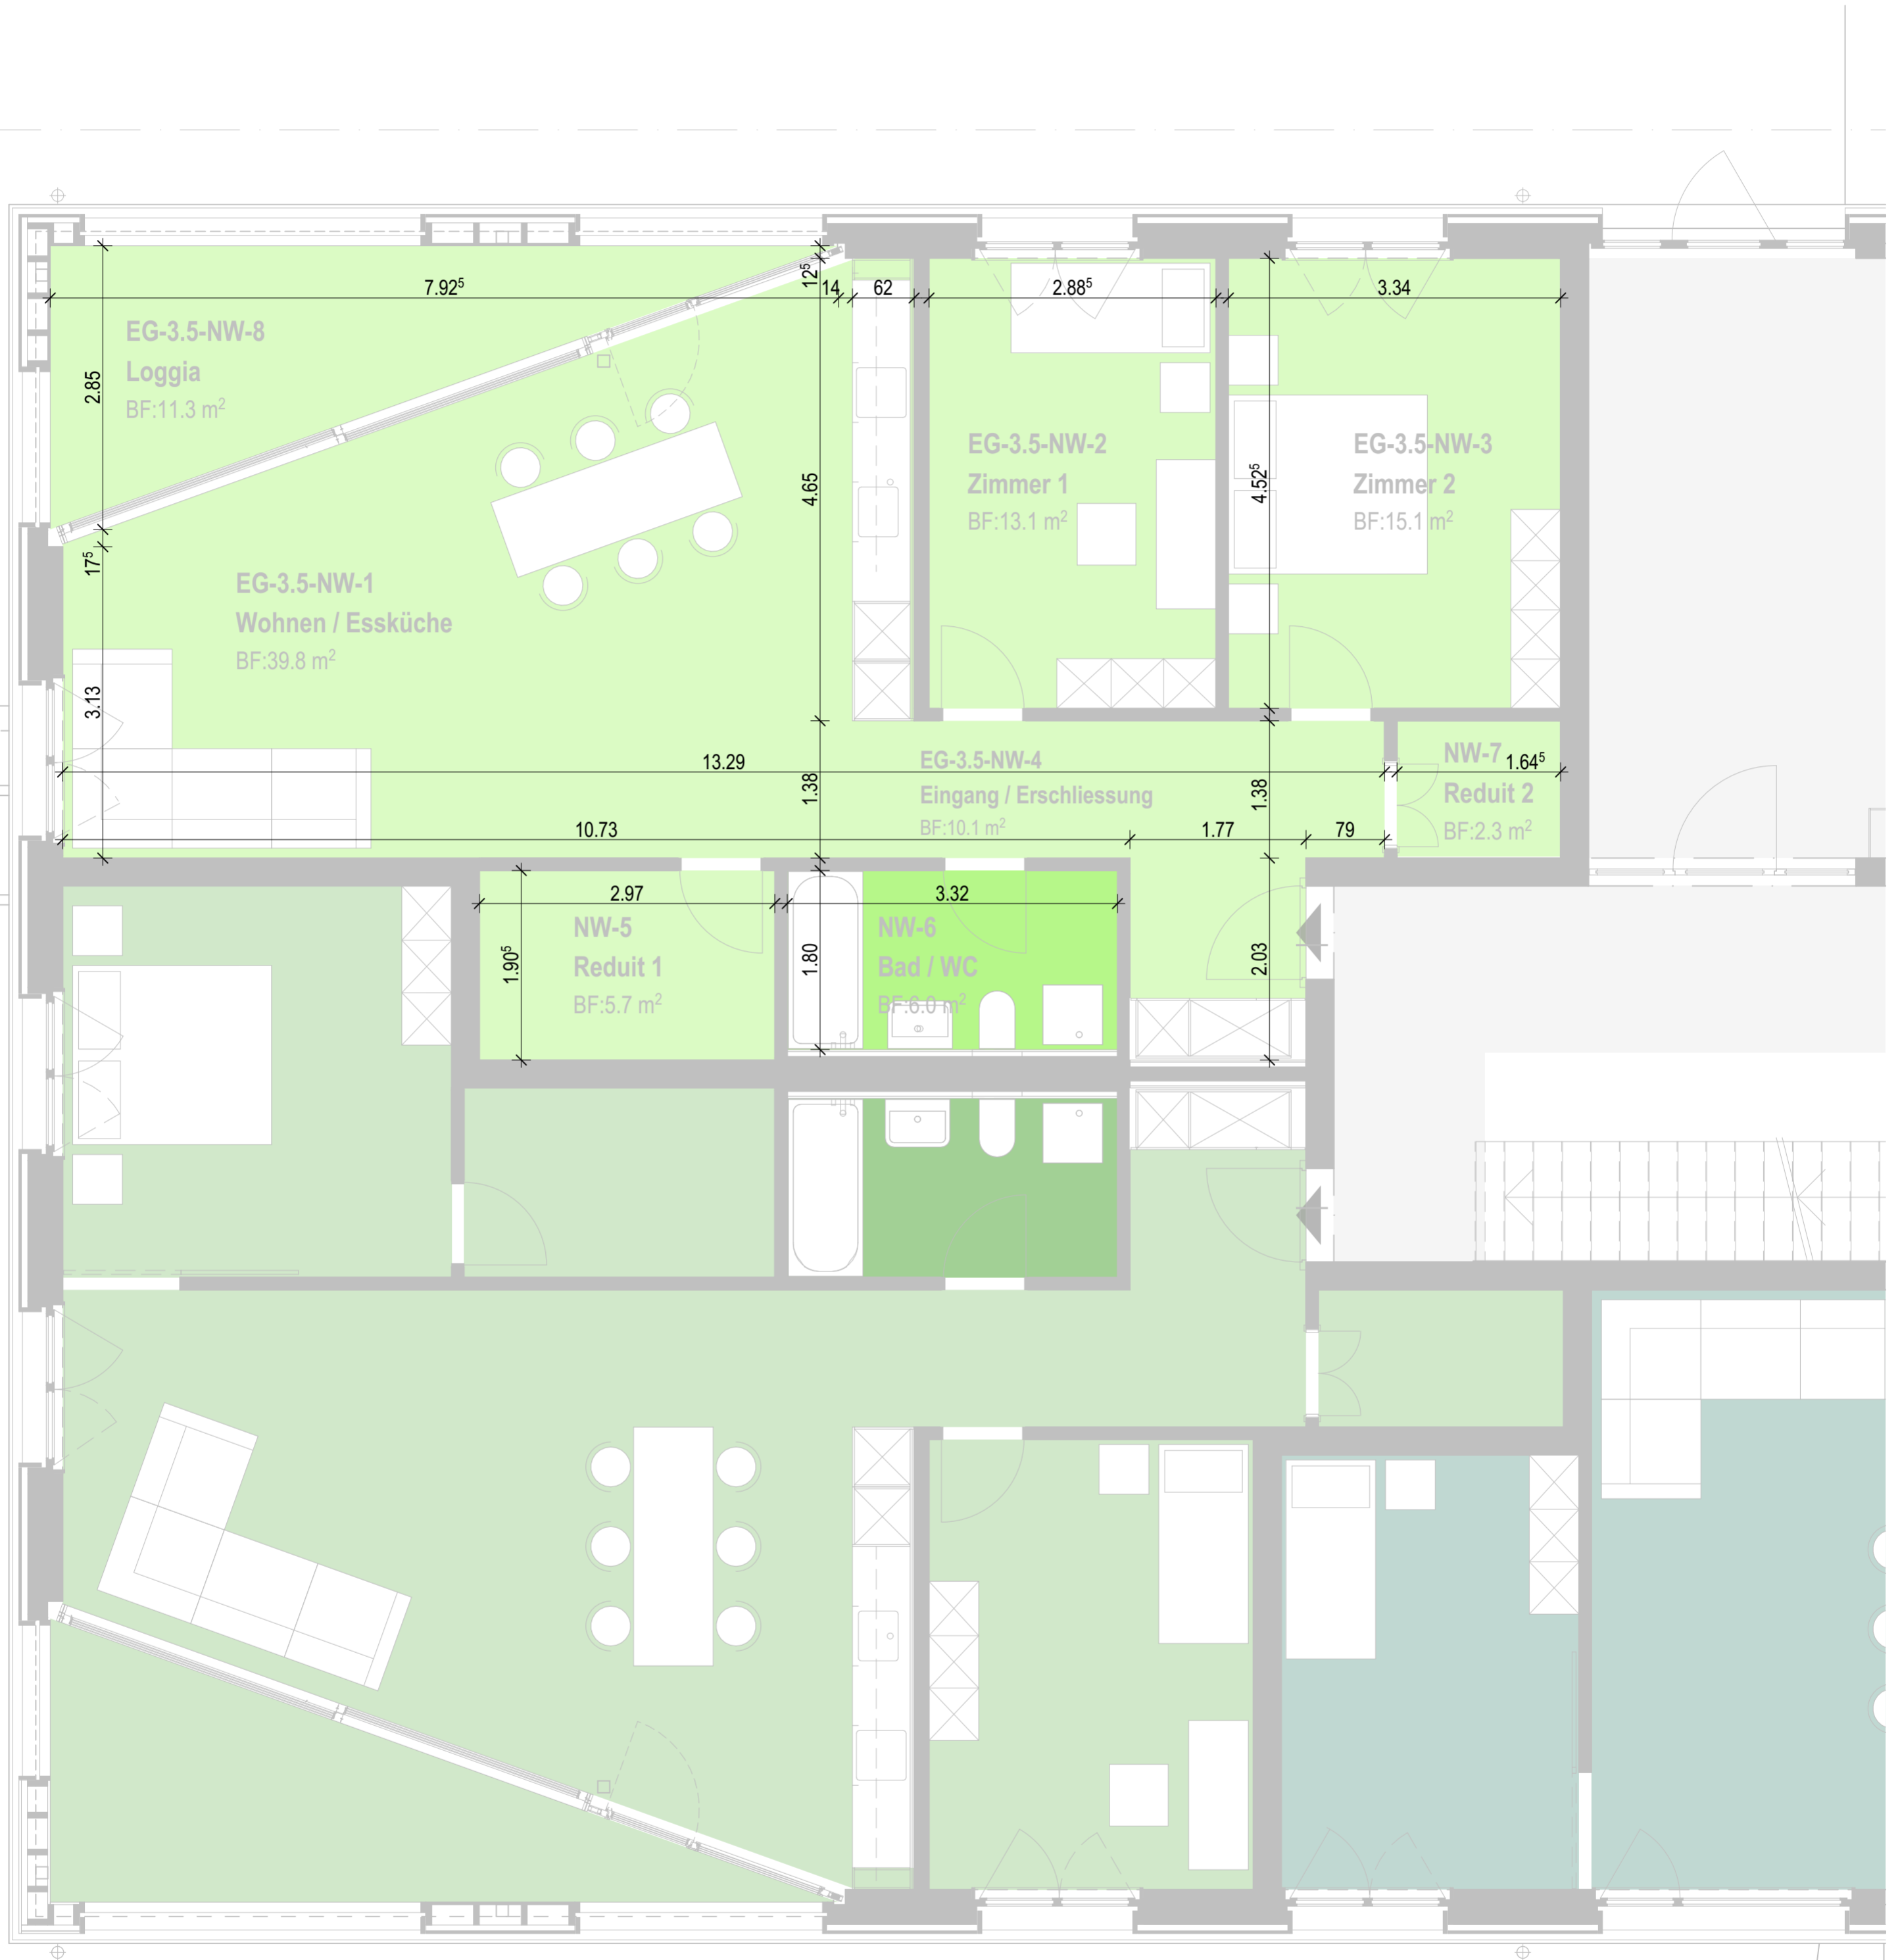 7.92⁵
14
62
2.88⁵
3.34
12⁵
EG-3.5-NW-8
Loggia
BF:11.3 m²
2.85
4.65
4.52⁵
EG-3.5-NW-2
Zimmer 1
BF:13.1 m²
EG-3.5-NW-3
Zimmer 2
BF:15.1 m²
17⁵
EG-3.5-NW-1
Wohnen / Essküche
BF:39.8 m²
3.13
13.29
1.38
EG-3.5-NW-4
Eingang / Erschliessung
BF:10.1 m²
1.38
NW-7
1.64⁵
Reduit 2
BF:2.3 m²
10.73
1.77
79
2.97
3.32
NW-5
Reduit 1
BF:5.7 m²
1.90⁵
1.80
NW-6
Bad / WC
BF:6.0 m²
2.03